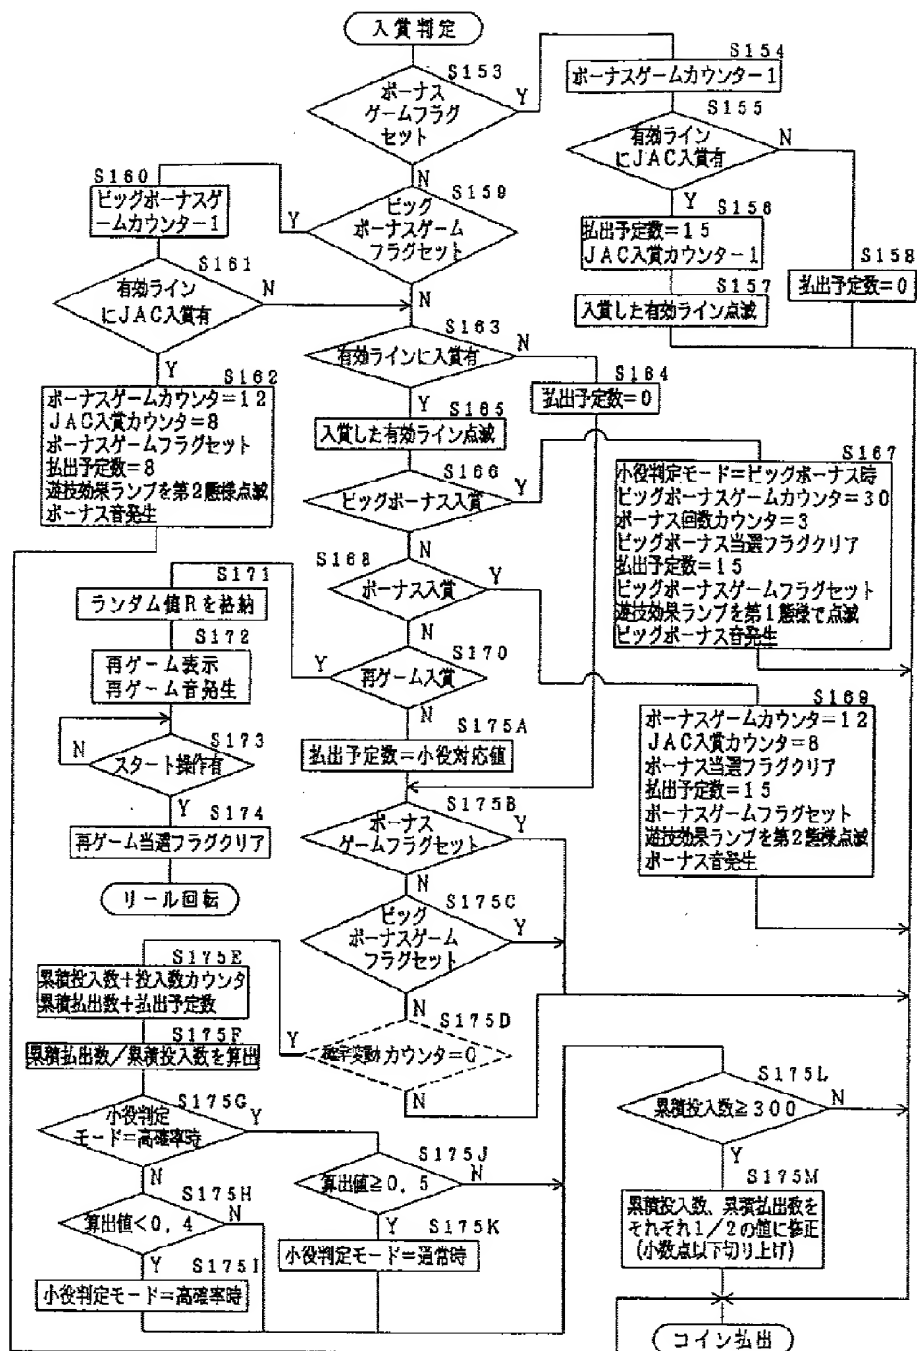 入賞判定
S153
ボーナス
ゲームフラグ
セット
Y
N
S154
ボーナスゲームカウンター1
S155
有効ライン
にJAC入賞有
N
Y
S156
払出予定数=15
JAC入賞カウンター1
S157
入賞した有効ライン点滅
S158
払出予定数=0
S159
ビッグ
ボーナスゲーム
フラグセット
Y
N
S160
ビッグボーナスゲ
ームカウンター1
S161
有効ライン
にJAC入賞有
N
Y
S162
ボーナスゲームカウンタ=12
JAC入賞カウンタ=8
ボーナスゲームフラグセット
払出予定数=8
遊技効果ランプを第2態様点滅
ボーナス音発生
S163
有効ラインに入賞有
N
Y
S164
払出予定数=0
S165
入賞した有効ライン点滅
S166
ビッグボーナス入賞
Y
N
S167
小役判定モード=ビッグボーナス時
ビッグボーナスゲームカウンタ=30
ボーナス回数カウンタ=3
ビッグボーナス当選フラグクリア
払出予定数=15
ビッグボーナスゲームフラグセット
遊技効果ランプを第1態様で点滅
ビッグボーナス音発生
S168
ボーナス入賞
Y
N
S169
ボーナスゲームカウンタ=12
JAC入賞カウンタ=8
ボーナス当選フラグクリア
払出予定数=15
ボーナスゲームフラグセット
遊技効果ランプを第2態様点滅
ボーナス音発生
S170
再ゲーム入賞
Y
N
S171
ランダム値Rを格納
S172
再ゲーム表示
再ゲーム音発生
S173
スタート操作有
N
Y
S174
再ゲーム当選フラグクリア
リール回転
S175A
払出予定数=小役対応値
S175B
ボーナス
ゲームフラグセット
Y
N
S175C
ビッグ
ボーナスゲーム
フラグセット
Y
N
S175D
確率変動カウンタ=0
Y
N
S175E
累積投入数+投入数カウンタ
累積払出数+払出予定数
S175F
累積払出数/累積投入数を算出
S175G
小役判定
モード=高確率時
Y
N
S175H
算出値<0.4
N
Y
S175I
小役判定モード=高確率時
S175J
算出値≧0.5
N
Y
S175K
小役判定モード=通常時
S175L
累積投入数≧300
N
Y
S175M
累積投入数、累積払出数を
それぞれ1/2の値に修正
(小数点以下切り上げ)
コイン払出